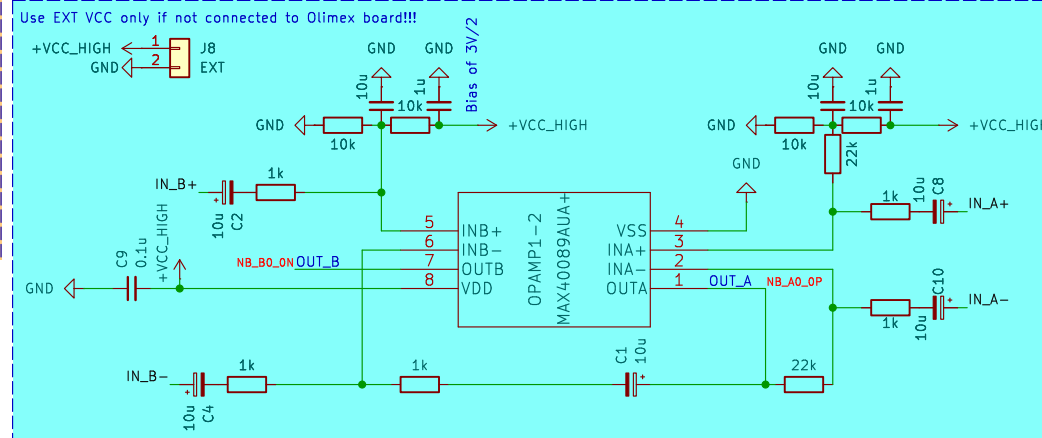 Use EXT VCC only if not connected to Olimex board!!!
+VCC_HIGH 1 J8
GND 2 EXT
GND GND
10u 1u
Bias of 3V/2
GND 10k 10k +VCC_HIGH
GND GND
10u 1u
GND 10k 10k +VCC_HIGH
22k
GND
IN_B+ 10u C2 1k
1k 10u C8 IN_A+
5 INB+
6 INB-
NB_B0_0N OUT_B 7 OUTB
8 VDD
OPAMP1-2
MAX40089AUA+
VSS 4
INA+ 3
INA- 2
OUTA 1 OUT_A NB_A0_0P
GND C9 0.1u +VCC_HIGH
1k 10u C10 IN_A-
IN_B- 10u C4 1k 1k C1 10u 22k